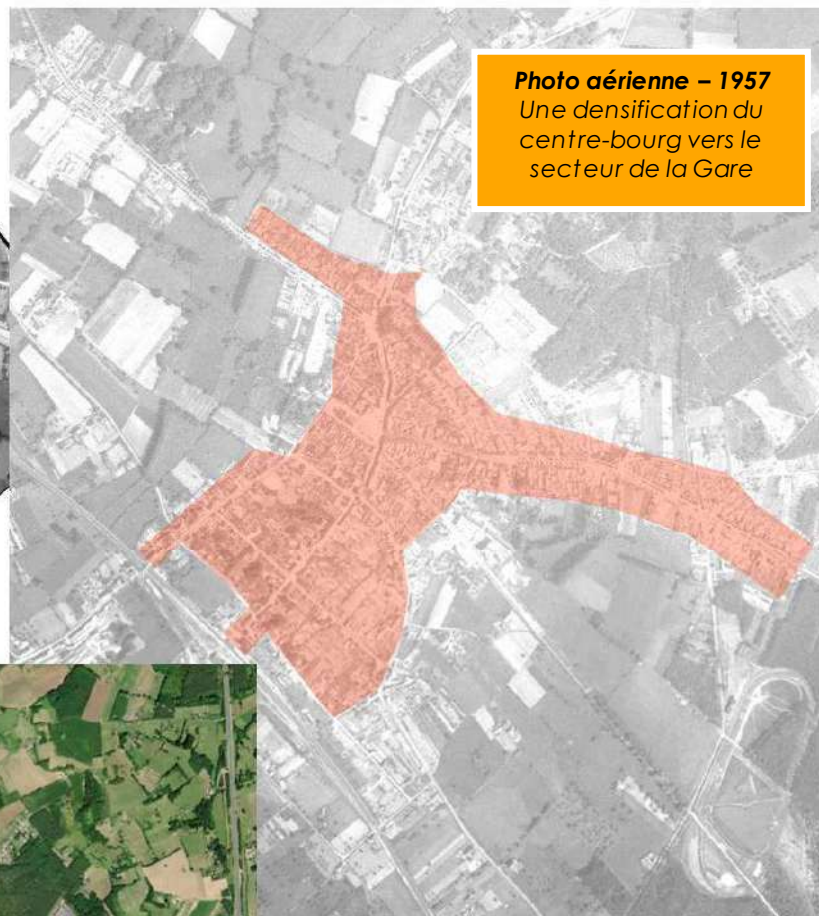 Photo aérienne – 1957
Une densification du
centre-bourg vers le
secteur de la Gare